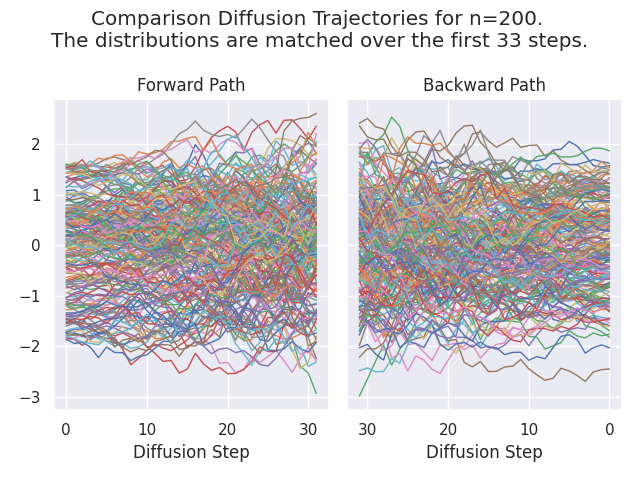 Comparison Diffusion Trajectories for n=200.
The distributions are matched over the first 33 steps.
Forward Path
Backward Path
2
1
0
−1
−2
−3
0 10 20 30
30 20 10 0
Diffusion Step
Diffusion Step